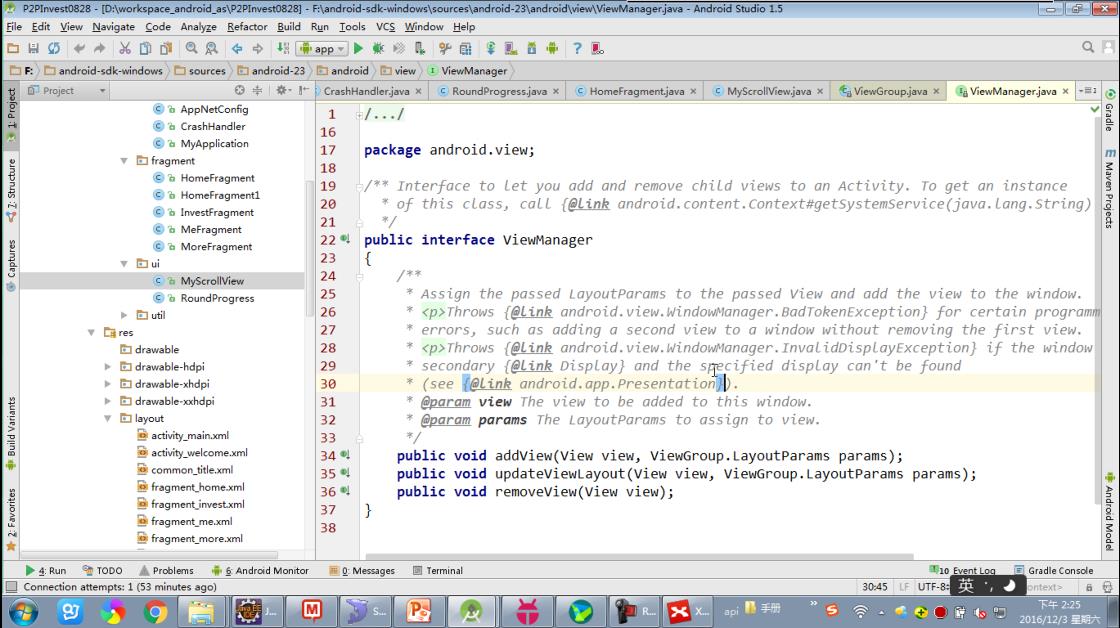 P2PInvest0828 - [D:\workspace_android_as\P2PInvest0828] - F:\android-sdk-windows\sources\android-23\android\view\ViewManager.java - Android Studio 1.5
File Edit View Navigate Code Analyze Refactor Build Run Tools VCS Window Help
app
F: android-sdk-windows sources android-23 android view ViewManager
Project
CrashHandler.java RoundProgress.java HomeFragment.java MyScrollView.java ViewGroup.java ViewManager.java
1: Project
7: Structure
Captures
Build Variants
2: Favorites
AppNetConfig
CrashHandler
MyApplication
fragment
HomeFragment
HomeFragment1
InvestFragment
MeFragment
MoreFragment
ui
MyScrollView
RoundProgress
util
res
drawable
drawable-hdpi
drawable-xhdpi
drawable-xxhdpi
layout
activity_main.xml
activity_welcome.xml
common_title.xml
fragment_home.xml
fragment_invest.xml
fragment_me.xml
fragment_more.xml
1 /.../
16
17 package android.view;
18
19 /** Interface to let you add and remove child views to an Activity. To get an instance
20 * of this class, call {@link android.content.Context#getSystemService(java.lang.String)
21 */
22 public interface ViewManager
23 {
24 /**
25 * Assign the passed LayoutParams to the passed View and add the view to the window.
26 * <p>Throws {@link android.view.WindowManager.BadTokenException} for certain programm
27 * errors, such as adding a second view to a window without removing the first view.
28 * <p>Throws {@link android.view.WindowManager.InvalidDisplayException} if the window
29 * secondary {@link Display} and the specified display can't be found
30 * (see {@link android.app.Presentation}).
31 * @param view The view to be added to this window.
32 * @param params The LayoutParams to assign to view.
33 */
34 public void addView(View view, ViewGroup.LayoutParams params);
35 public void updateViewLayout(View view, ViewGroup.LayoutParams params);
36 public void removeView(View view);
37 }
38
Gradle
Maven Projects
Android Model
4: Run TODO Problems 6: Android Monitor 0: Messages Terminal 10 Event Log Gradle Console
Connection attempts: 1 (53 minutes ago) 30:45 LF UTF-8 英 context>
J... S... R... X... api 手册
下午 2:25
2016/12/3 星期六